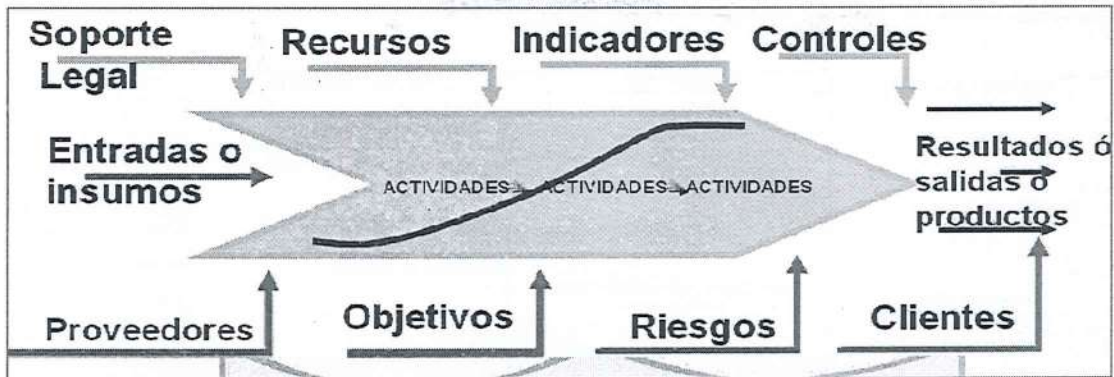 Soporte Legal
Recursos
Indicadores
Controles
Entradas o
insumos
ACTIVIDADES ACTIVIDADES ACTIVIDADES
Resultados ó
salidas o
productos
Proveedores
Objetivos
Riesgos
Clientes